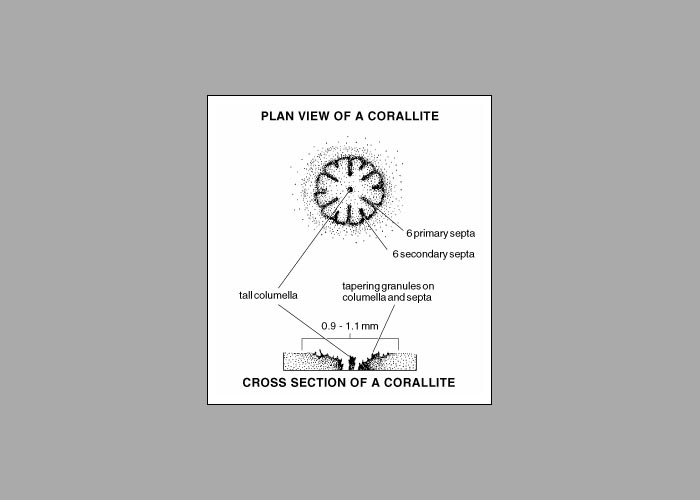 PLAN VIEW OF A CORALLITE
6 primary septa
6 secondary septa
tall columella
tapering granules on
columella and septa
0.9 - 1.1 mm
CROSS SECTION OF A CORALLITE